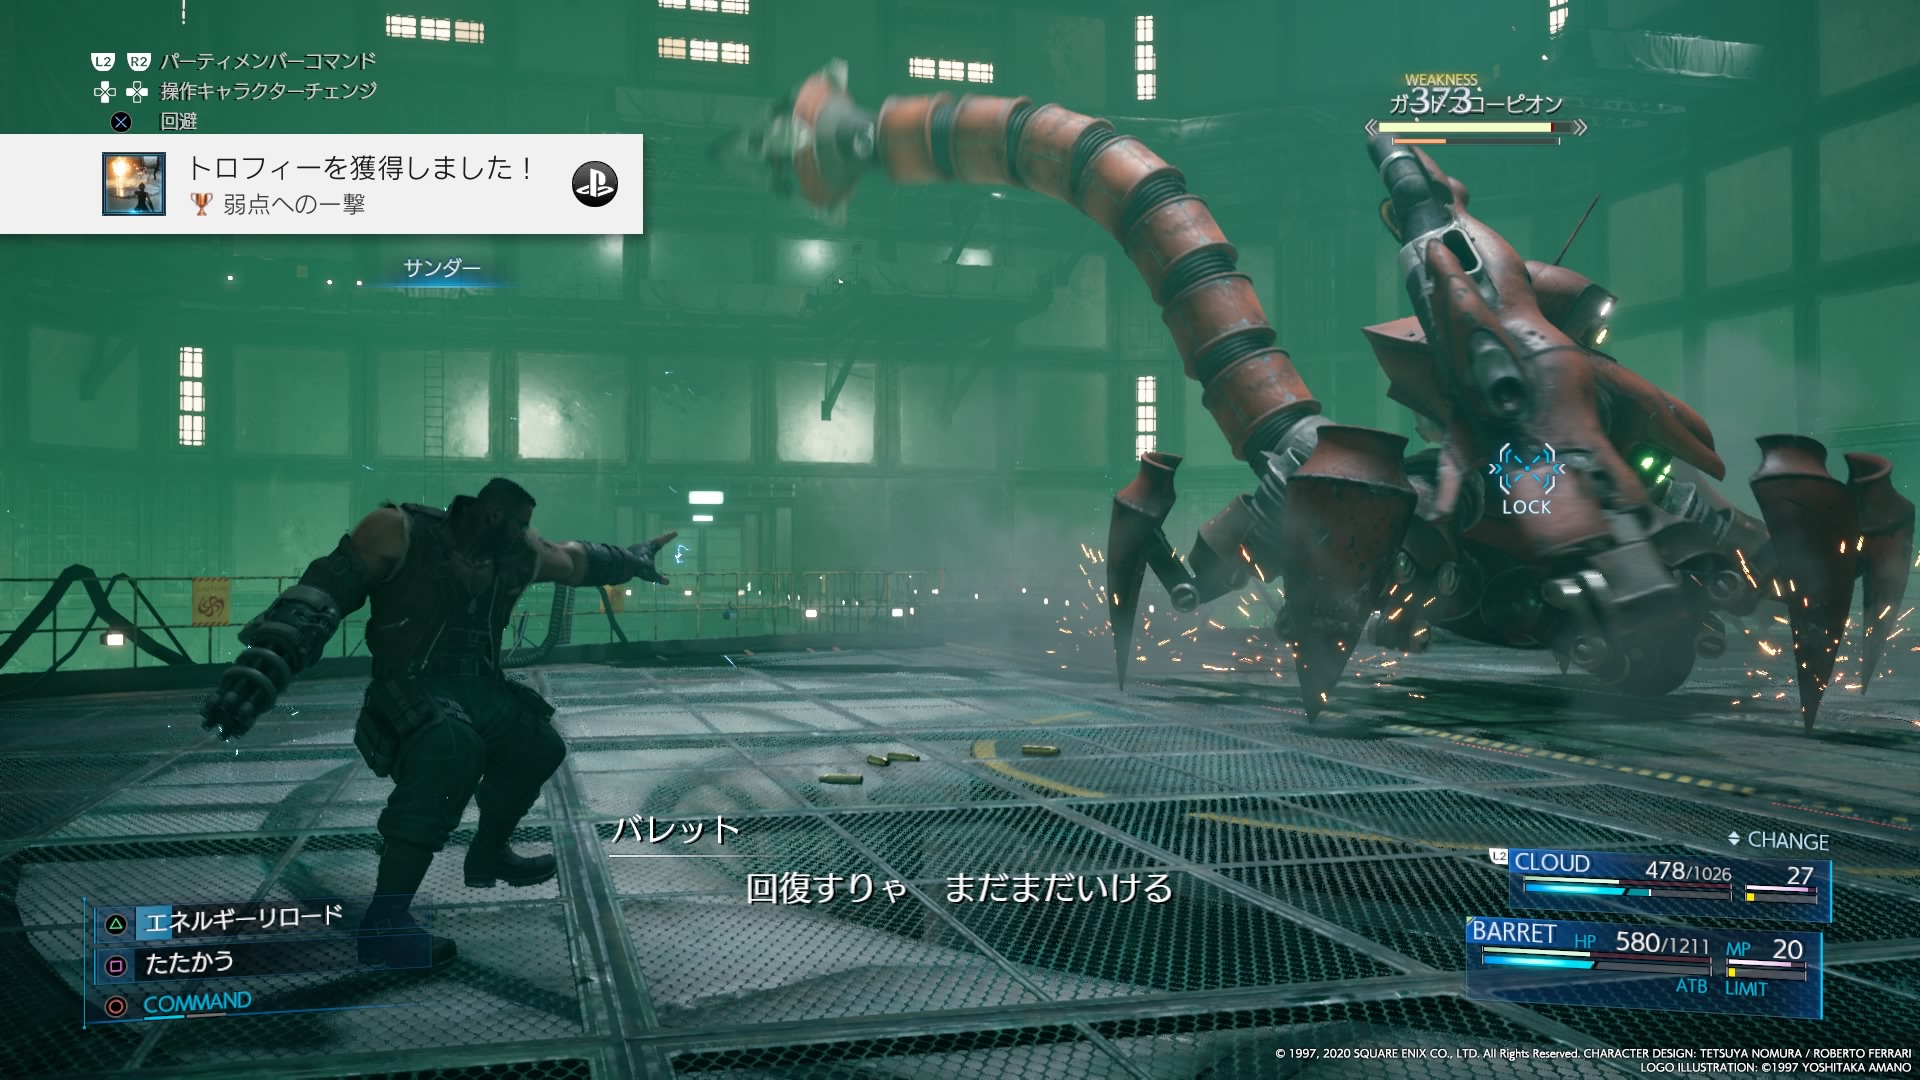 L2 R2 パーティメンバーコマンド
操作キャラクターチェンジ
回避
トロフィーを獲得しました！
弱点への一撃
サンダー
WEAKNESS
373
ガードスコーピオン
LOCK
バレット
回復すりゃ まだまだいける
エネルギーリロード
たたかう
COMMAND
CHANGE
L2 CLOUD 478/1026 27
BARRET HP 580/1211 MP 20
ATB LIMIT
© 1997, 2020 SQUARE ENIX CO., LTD. All Rights Reserved. CHARACTER DESIGN: TETSUYA NOMURA / ROBERTO FERRARI
LOGO ILLUSTRATION: ©1997 YOSHITAKA AMANO